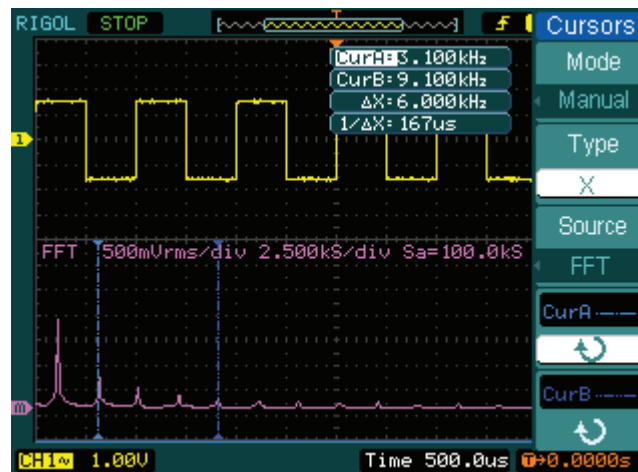 RIGOL STOP
Cursors
CurA: 3.100kHz
CurB: 9.100kHz
ΔX: 6.000kHz
1/ΔX: 167us
Mode
Manual
Type
X
Source
FFT
CurA
CurB
1
T
FFT 500mVrms/div 2.500kS/div Sa=100.0kS
m
CH1~ 1.00V Time 500.0us T→0.0000s